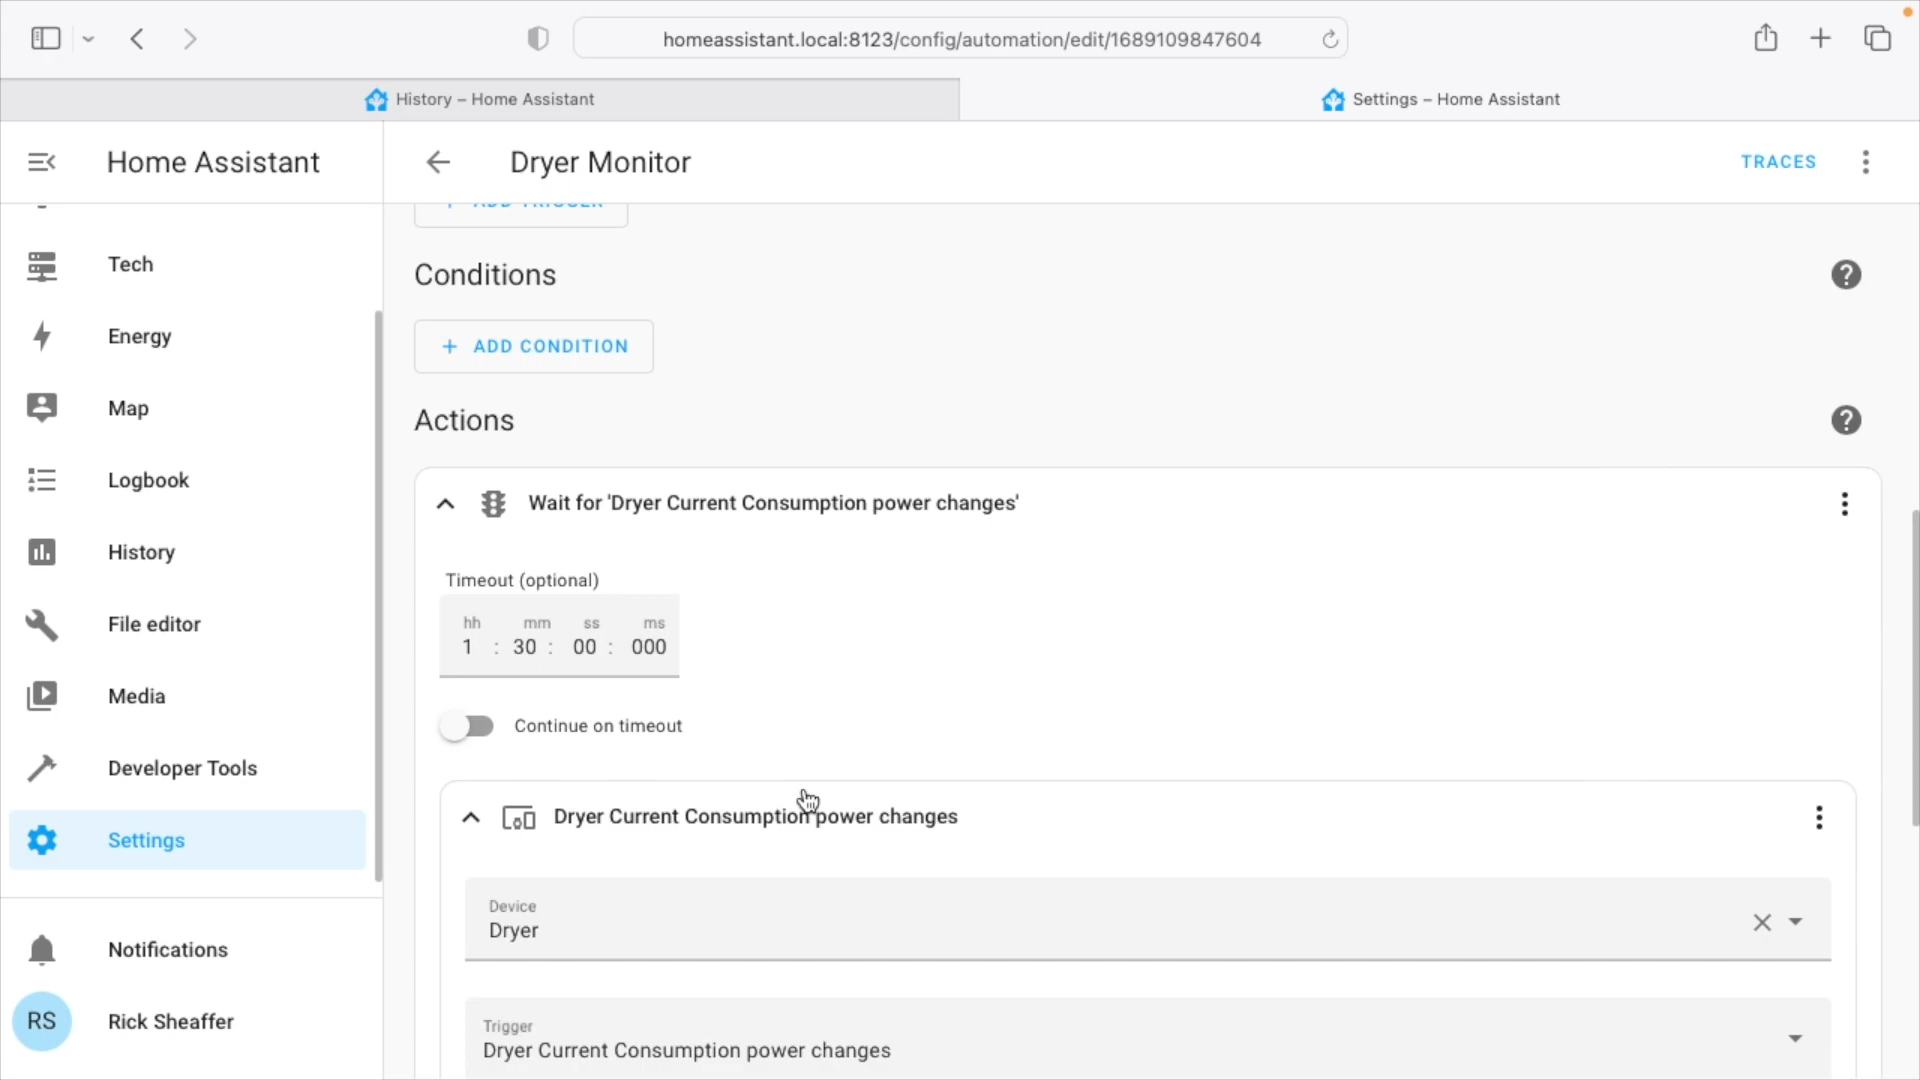 homeassistant.local:8123/config/automation/edit/1689109847604
History – Home Assistant
Settings – Home Assistant
Home Assistant
Dryer Monitor
TRACES
ADD TRIGGER
Tech
Energy
Map
Logbook
History
File editor
Media
Developer Tools
Settings
Notifications
RS
Rick Sheaffer
Conditions
+ ADD CONDITION
Actions
Wait for 'Dryer Current Consumption power changes'
Timeout (optional)
hh mm ss ms
1 : 30 : 00 : 000
Continue on timeout
Dryer Current Consumption power changes
Device
Dryer
Trigger
Dryer Current Consumption power changes